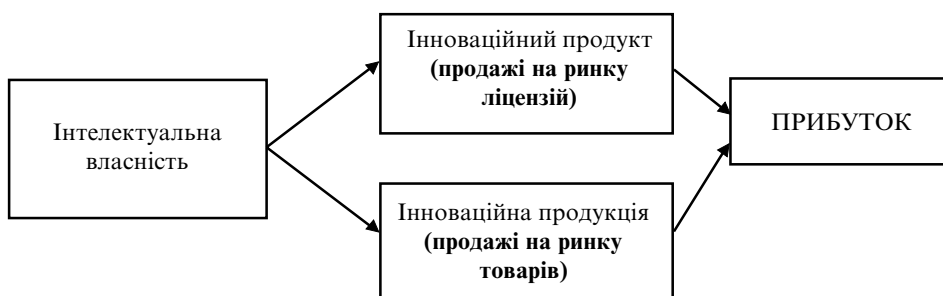 Інтелектуальна
власність
Інноваційний продукт
(продажі на ринку
ліцензій)
Інноваційна продукція
(продажі на ринку
товарів)
ПРИБУТОК